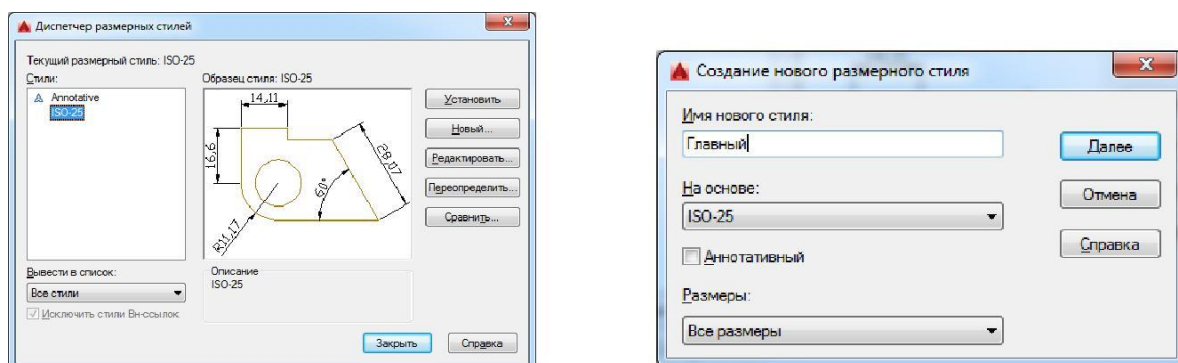 Диспетчер размерных стилей
Текущий размерный стиль: ISO-25
Стили:
Annotative
ISO-25
Образец стиля: ISO-25
14,11
16,6
28,07
60°
R11,17
Установить
Новый...
Редактировать...
Переопределить...
Сравнить...
Вывести в список:
Все стили
Исключить стили Вн-ссылок
Описание
ISO-25
Закрыть
Справка
Создание нового размерного стиля
Имя нового стиля:
Главный
Далее
На основе:
ISO-25
Отмена
Аннотативный
Справка
Размеры:
Все размеры